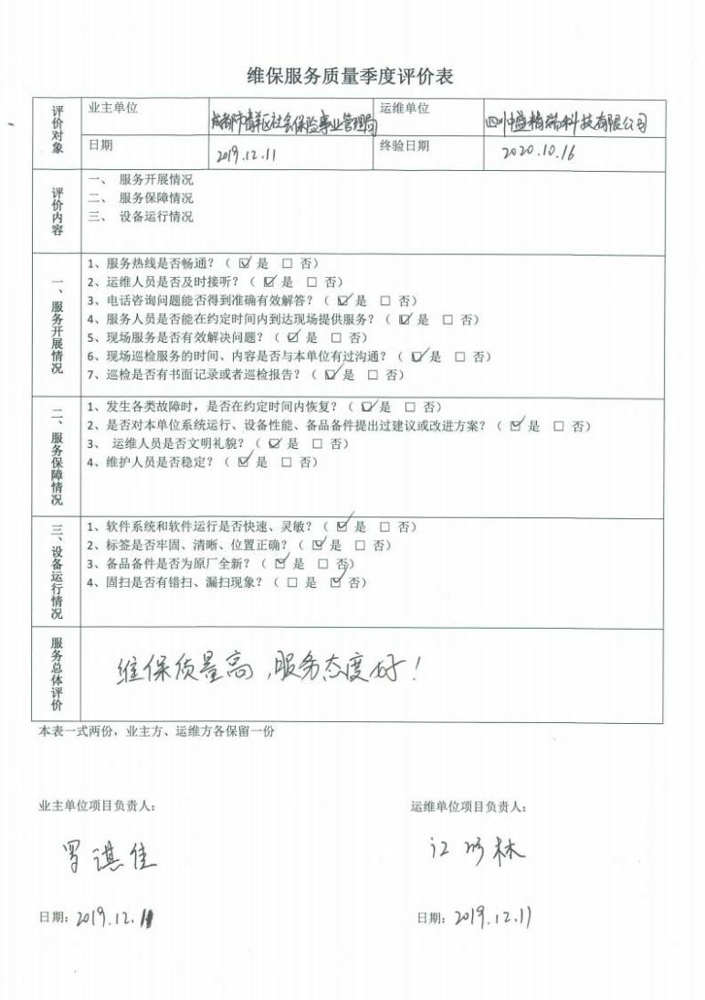 维保服务质量季度评价表
评价对象
业主单位
成都市青羊区社会保险事业管理局
运维单位
四川中盛精瑞科技有限公司
日期
2019.12.11
终验日期
2020.10.16
评价内容
一、 服务开展情况
二、 服务保障情况
三、 设备运行情况
一、服务开展情况
1、服务热线是否畅通？（ ☑ 是 □ 否）
2、运维人员是否及时接听？（ ☑ 是 □ 否）
3、电话咨询问题能否得到准确有效解答？（ ☑ 是 □ 否）
4、服务人员是否能在约定时间内到达现场提供服务？（ ☑ 是 □ 否）
5、现场服务是否有效解决问题？（ ☑ 是 □ 否）
6、现场巡检服务的时间、内容是否与本单位有过沟通？（ ☑ 是 □ 否）
7、巡检是否有书面记录或者巡检报告？（ ☑ 是 □ 否）
二、服务保障情况
1、发生各类故障时，是否在约定时间内恢复？（ ☑ 是 □ 否）
2、是否对本单位系统运行、设备性能、备品备件提出过建议或改进方案？（ ☑ 是 □ 否）
3、 运维人员是否文明礼貌？（ ☑ 是 □ 否）
4、维护人员是否稳定？（ ☑ 是 □ 否）
三、设备运行情况
1、软件系统和软件运行是否快速、灵敏？（ ☑ 是 □ 否）
2、标签是否牢固、清晰、位置正确？（ ☑ 是 □ 否）
3、备品备件是否为原厂全新？（ ☑ 是 □ 否）
4、固扫是否有错扫、漏扫现象？（ □ 是 ☑ 否）
服务总体评价
维保质量高，服务态度好！
本表一式两份，业主方、运维方各保留一份
业主单位项目负责人：
运维单位项目负责人：
罗谌佳
日期：2019.12.11
日期：2019.12.11